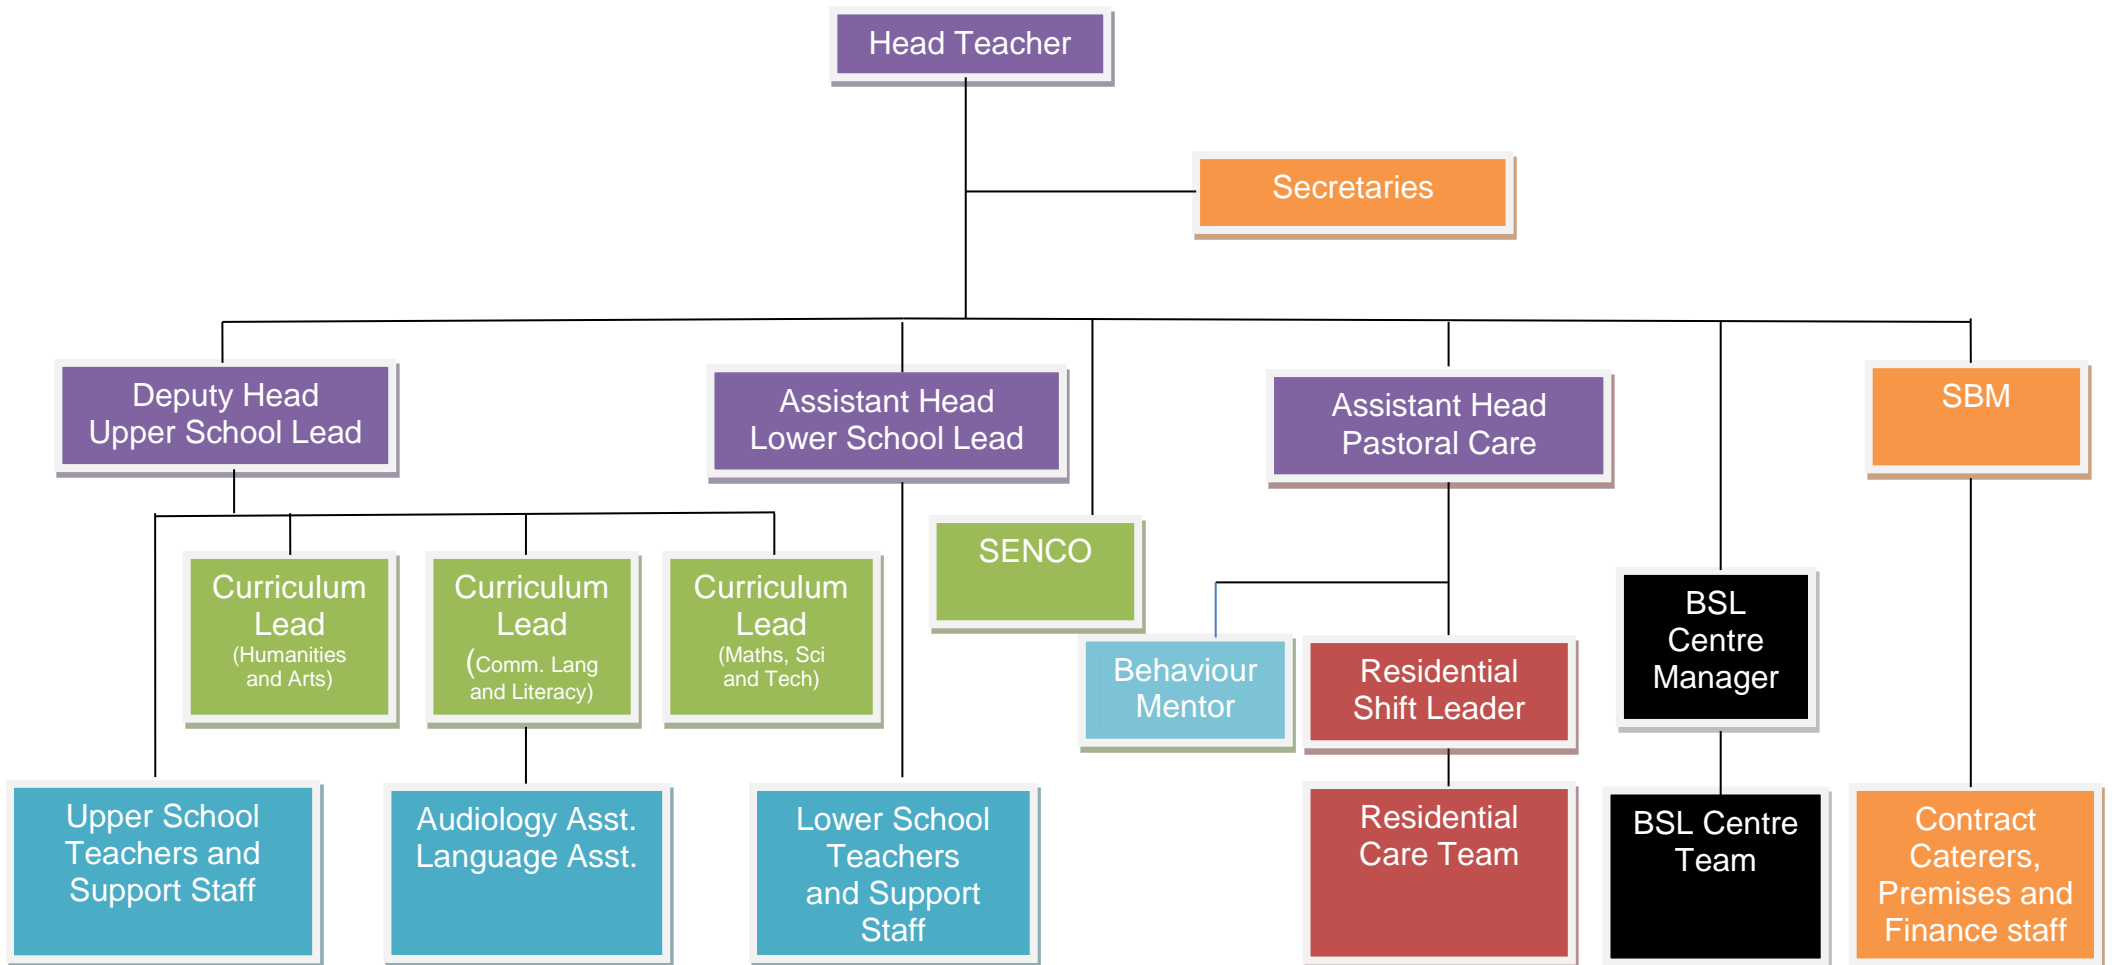 Head Teacher
Secretaries
Deputy Head
Upper School Lead
Assistant Head
Lower School Lead
Assistant Head
Pastoral Care
SBM
SENCO
Curriculum
Lead
(Humanities
and Arts)
Curriculum
Lead
(Comm. Lang
and Literacy)
Curriculum
Lead
(Maths, Sci
and Tech)
Behaviour
Mentor
Residential
Shift Leader
BSL
Centre
Manager
Upper School
Teachers and
Support Staff
Audiology Asst.
Language Asst.
Lower School
Teachers
and Support
Staff
Residential
Care Team
BSL Centre
Team
Contract
Caterers,
Premises and
Finance staff